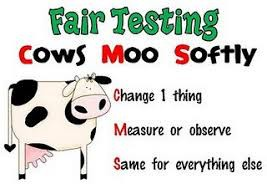 Fair Testing
Cows Moo Softly
Change 1 thing
Measure or observe
Same for everything else